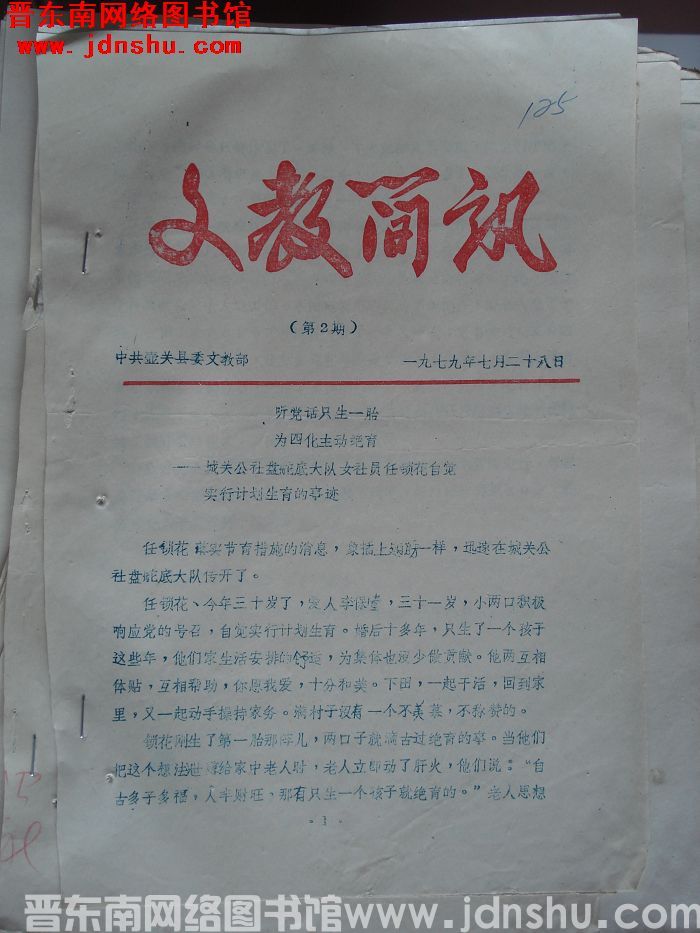 晋东南网络图书馆
www.jdnshu.com
125
文教简讯
（第2期）
中共壶关县委文教部 一九七九年七月二十八日
听党话只生一胎
为四化主动绝育
——城关公社盘底大队女社员任锁花自觉
实行计划生育的事迹
任锁花落实节育措施的消息，象插上翅膀一样，迅速在城关公
社盘底大队传开了。
任锁花、今年三十岁了，爱人李保堂，三十一岁，小两口积极
响应党的号召，自觉实行计划生育。婚后十多年，只生了一个孩子
这些年，他们家生活安排的舒适，为集体也没少做贡献。他两互相
体贴，互相帮助，你愿我爱，十分和美。下田，一起干活，回到家
里，又一起动手操持家务。满村子没有一个不羡慕，不称赞的。
锁花刚生了第一胎那阵儿，两口子就滴古过绝育的事。当他们
把这个想法给家中老人时，老人立即动了肝火，他们说："自
古多子多福，人丰财旺、那有只生一个孩子就绝育的。"老人思想
晋东南网络图书馆 www.jdnshu.com